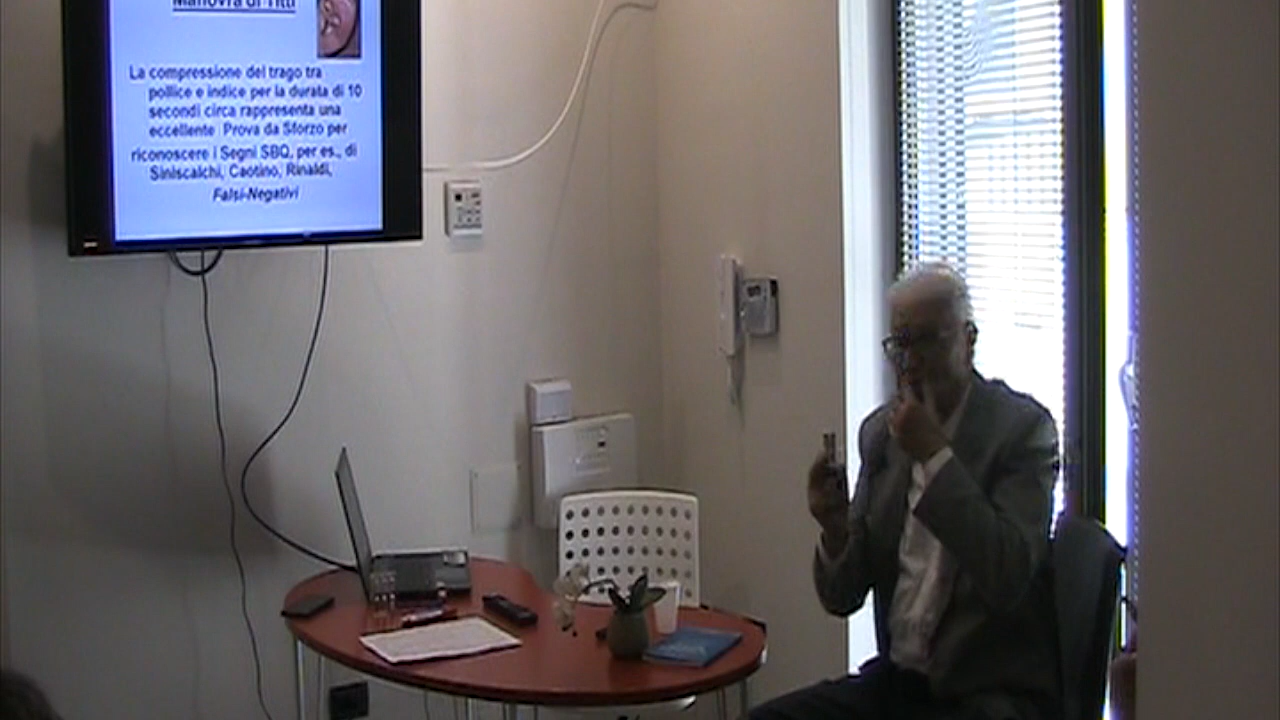 Manovra di Titti
La compressione del trago tra
pollice e indice per la durata di 10
secondi circa rappresenta una
eccellente Prova da Sforzo per
riconoscere i Segni SBQ, per es., di
Siniscalchi, Caotino, Rinaldi,
Falsi-Negativi